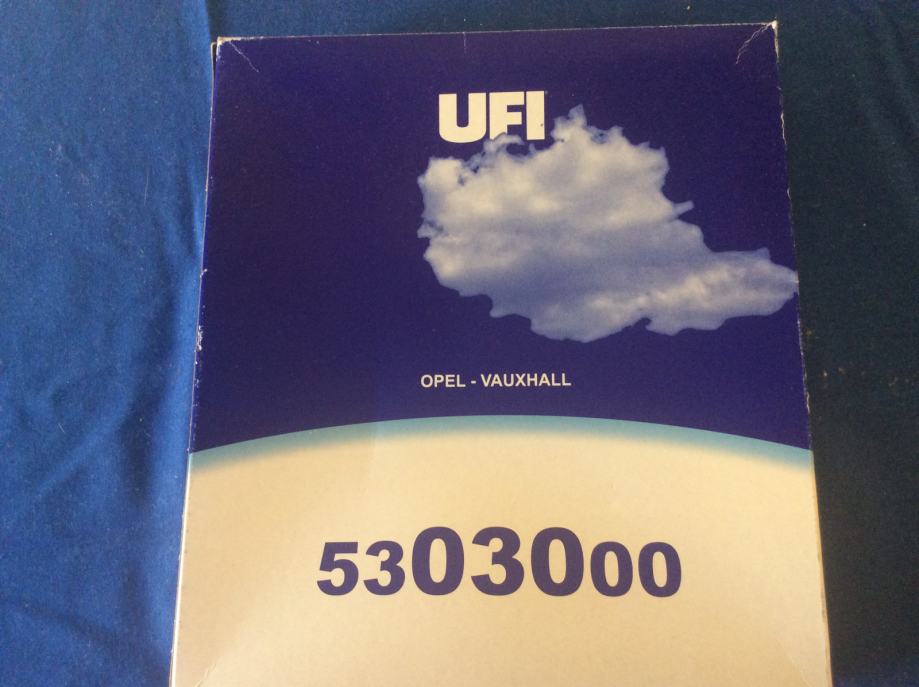 UFI
OPEL - VAUXHALL
5303000